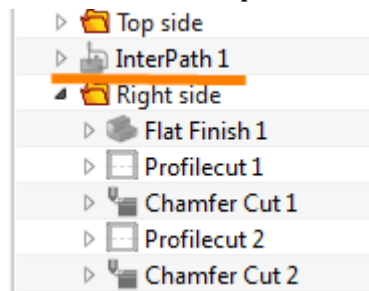 Top side
InterPath 1
Right side
Flat Finish 1
Profilecut 1
Chamfer Cut 1
Profilecut 2
Chamfer Cut 2